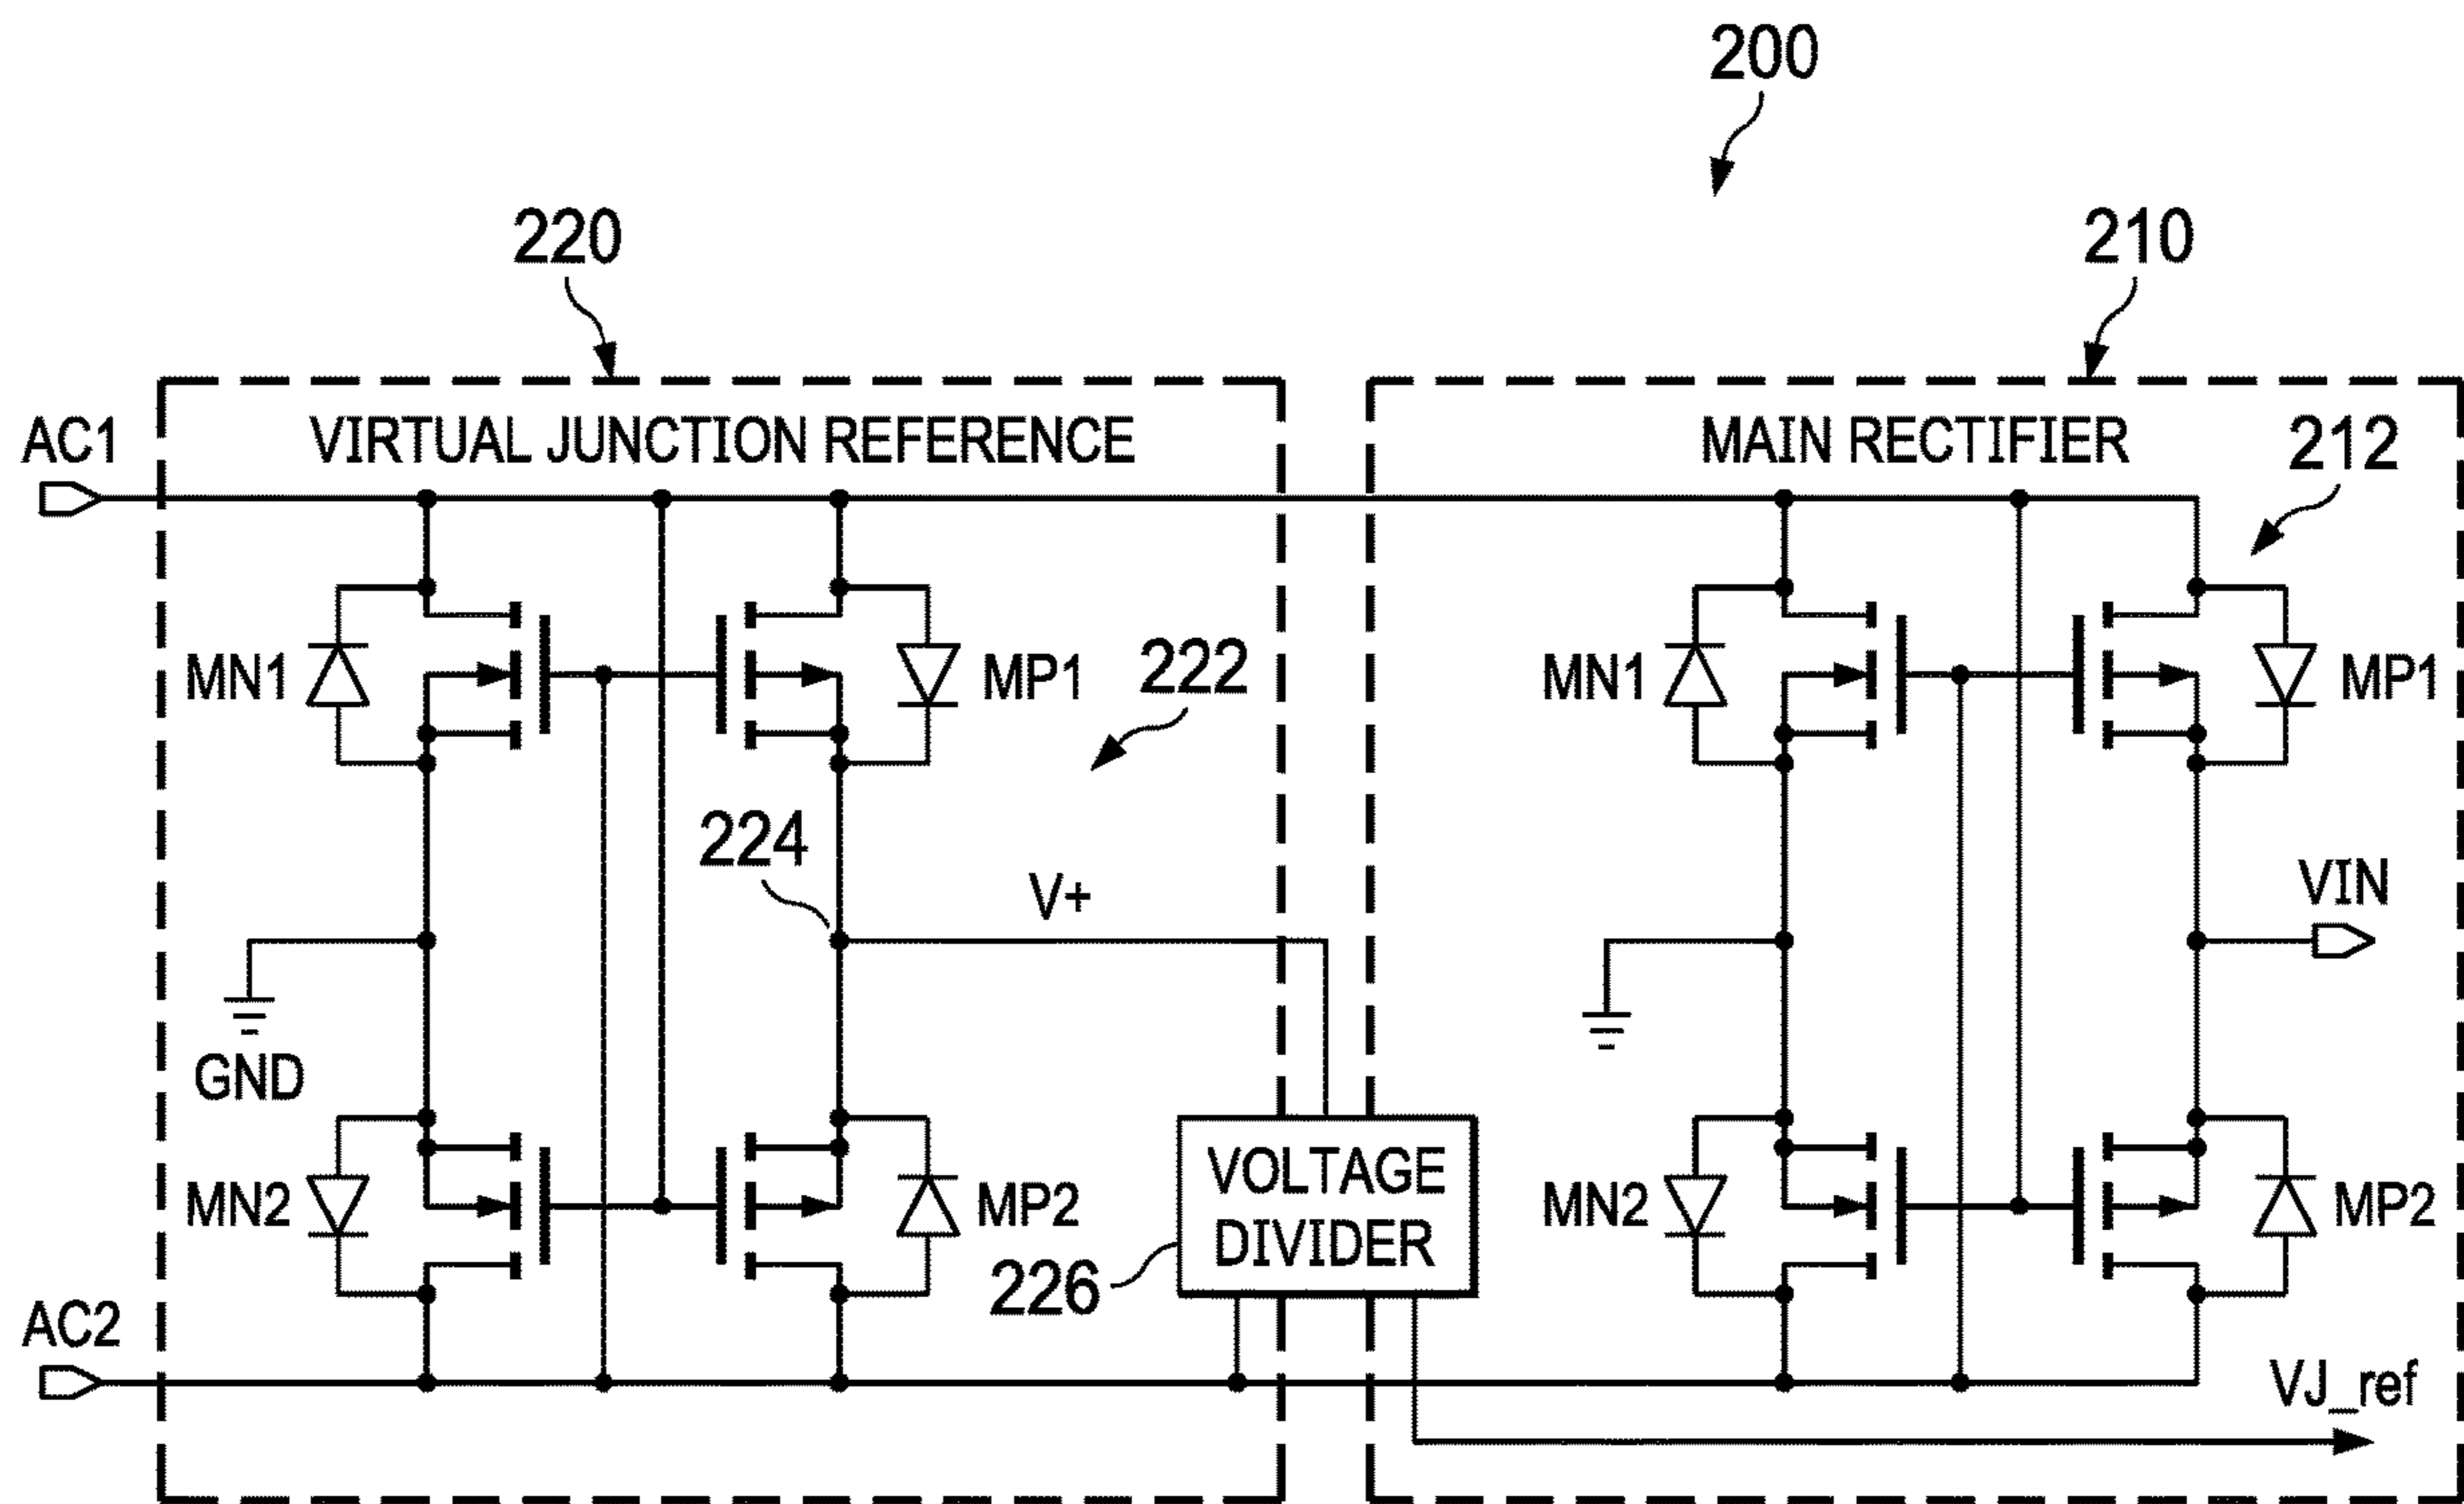 200
220
210
AC1
VIRTUAL JUNCTION REFERENCE
MAIN RECTIFIER
212
MN1
MP1
222
MN1
MP1
224
V+
VIN
GND
MN2
MP2
VOLTAGE
DIVIDER
226
MN2
MP2
AC2
VJ_ref